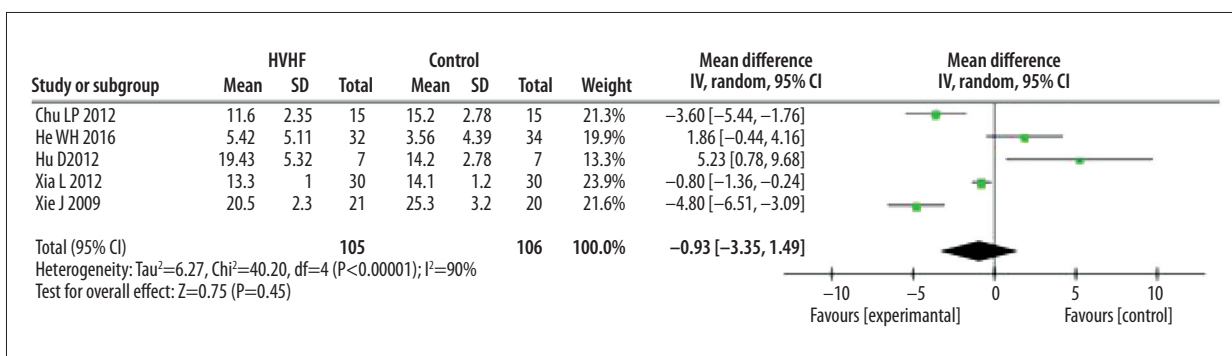 HVHF Control Mean difference Mean difference
Study or subgroup Mean SD Total Mean SD Total Weight IV, random, 95% CI IV, random, 95% CI
Chu LP 2012 11.6 2.35 15 15.2 2.78 15 21.3% −3.60 [−5.44, −1.76]
He WH 2016 5.42 5.11 32 3.56 4.39 34 19.9% 1.86 [−0.44, 4.16]
Hu D2012 19.43 5.32 7 14.2 2.78 7 13.3% 5.23 [0.78, 9.68]
Xia L 2012 13.3 1 30 14.1 1.2 30 23.9% −0.80 [−1.36, −0.24]
Xie J 2009 20.5 2.3 21 25.3 3.2 20 21.6% −4.80 [−6.51, −3.09]
Total (95% CI) 105 106 100.0% −0.93 [−3.35, 1.49]
Heterogeneity: Tau²=6.27, Chi²=40.20, df=4 (P<0.00001); I²=90%
Test for overall effect: Z=0.75 (P=0.45)
−10 −5 0 5 10
Favours [experimantal] Favours [control]